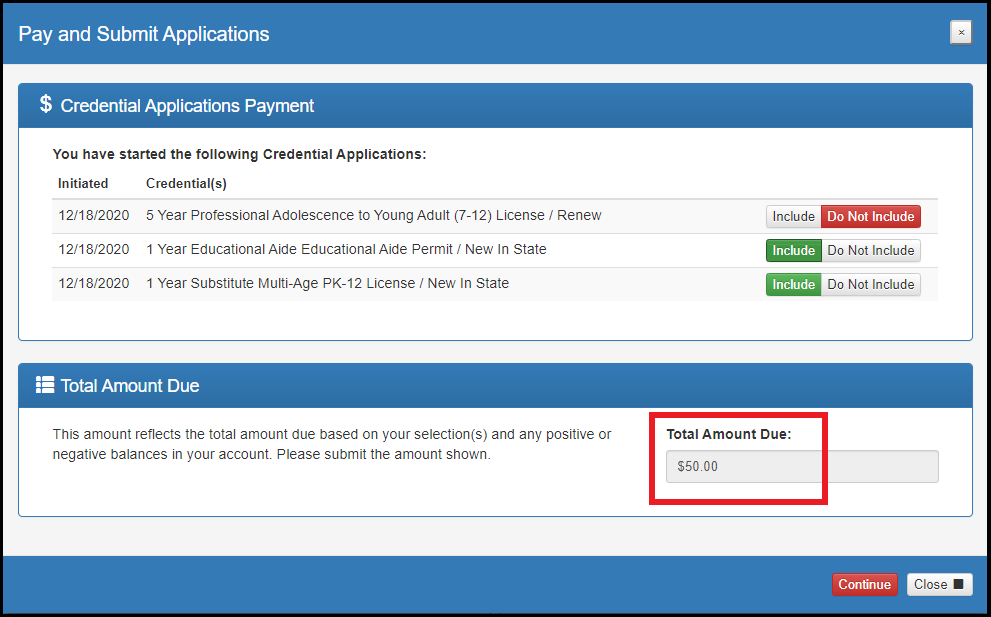 Pay and Submit Applications
×
$ Credential Applications Payment
You have started the following Credential Applications:
Initiated Credential(s)
12/18/2020 5 Year Professional Adolescence to Young Adult (7-12) License / Renew Include Do Not Include
12/18/2020 1 Year Educational Aide Educational Aide Permit / New In State Include Do Not Include
12/18/2020 1 Year Substitute Multi-Age PK-12 License / New In State Include Do Not Include
Total Amount Due
This amount reflects the total amount due based on your selection(s) and any positive or
negative balances in your account. Please submit the amount shown.
Total Amount Due:
$50.00
Continue Close